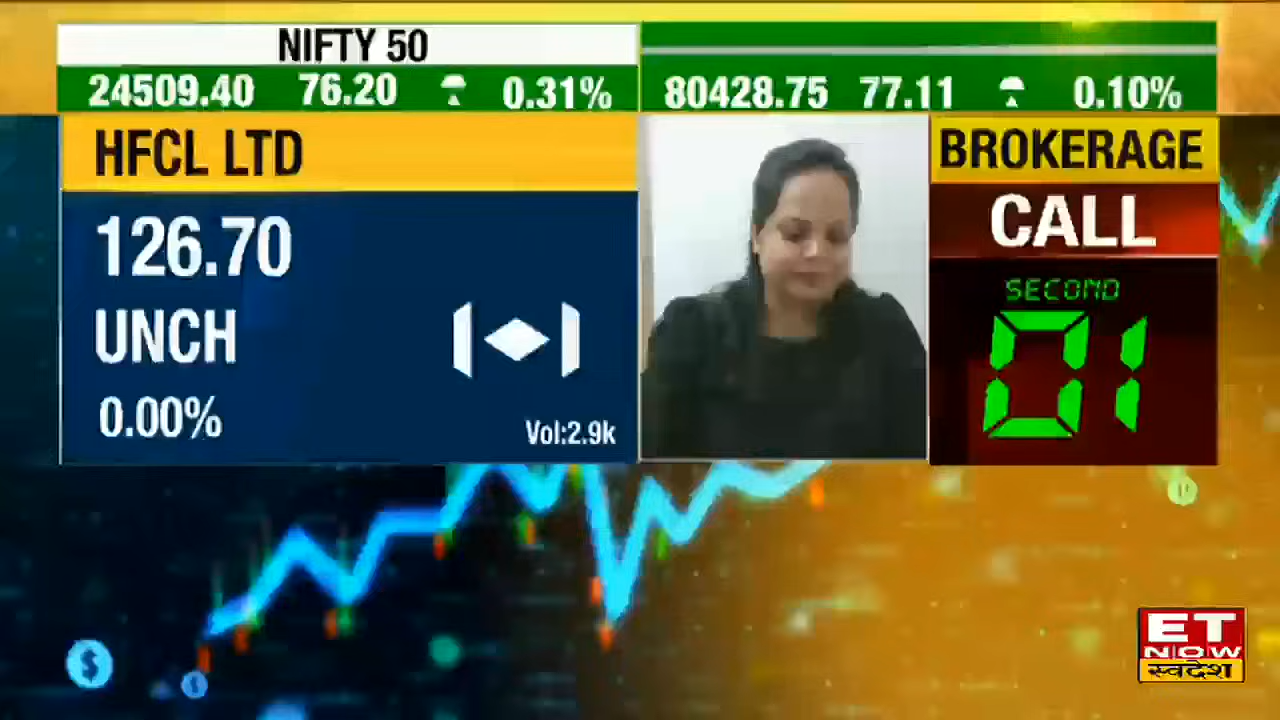 NIFTY 50
24509.40 76.20 0.31%
80428.75 77.11 0.10%
HFCL LTD
126.70
UNCH
0.00%
Vol:2.9k
BROKERAGE
CALL
SECOND
01
$
$
ET
NOW
स्वदेश